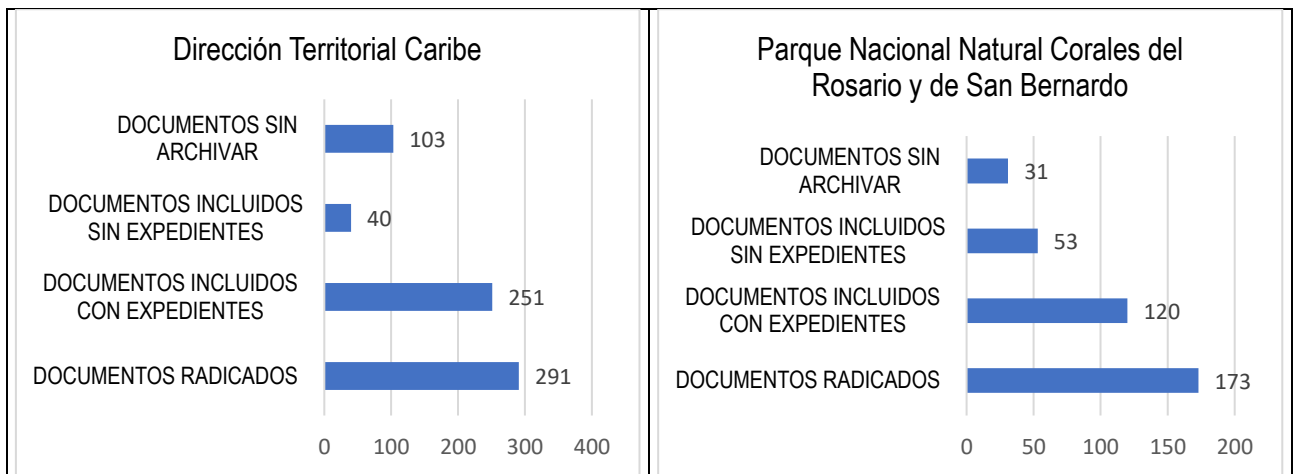 Dirección Territorial Caribe
DOCUMENTOS SIN
ARCHIVAR
103
DOCUMENTOS INCLUIDOS
SIN EXPEDIENTES
40
DOCUMENTOS INCLUIDOS
CON EXPEDIENTES
251
DOCUMENTOS RADICADOS
291
0 100 200 300 400
Parque Nacional Natural Corales del
Rosario y de San Bernardo
DOCUMENTOS SIN
ARCHIVAR
31
DOCUMENTOS INCLUIDOS
SIN EXPEDIENTES
53
DOCUMENTOS INCLUIDOS
CON EXPEDIENTES
120
DOCUMENTOS RADICADOS
173
0 50 100 150 200